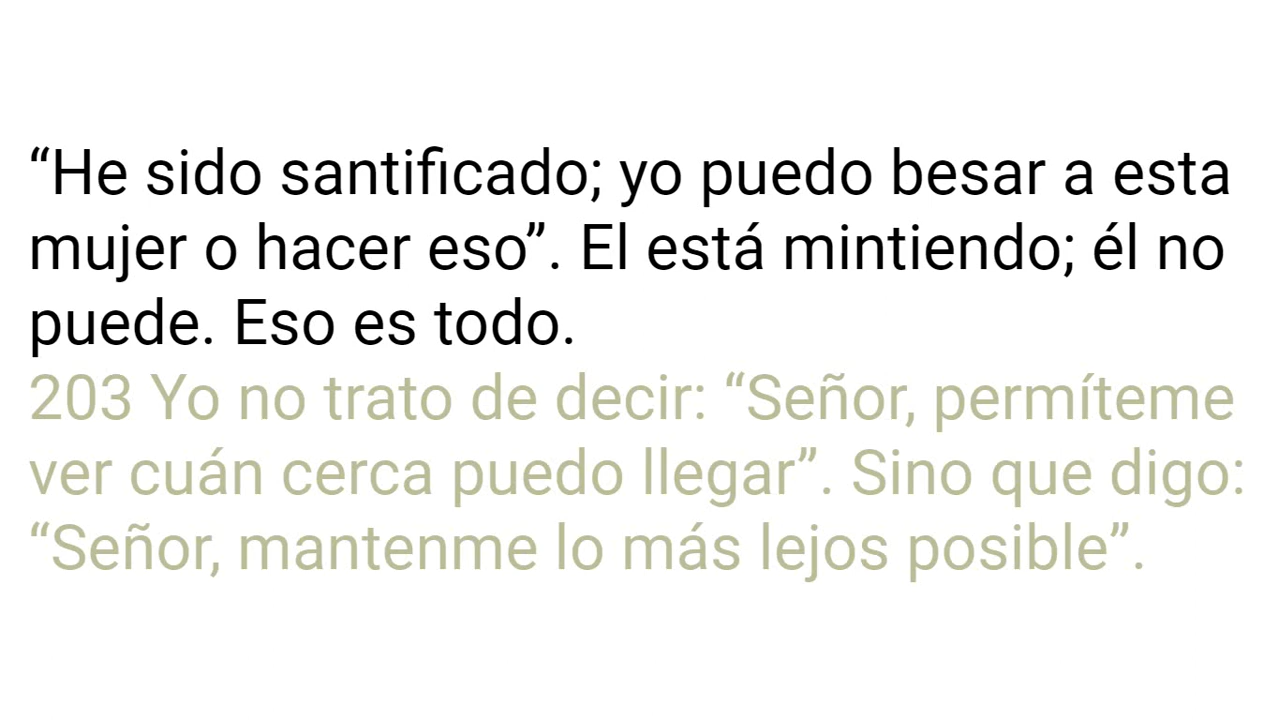 “He sido santificado; yo puedo besar a esta
mujer o hacer eso”. El está mintiendo; él no
puede. Eso es todo.
203 Yo no trato de decir: “Señor, permíteme
ver cuán cerca puedo llegar”. Sino que digo:
“Señor, mantenme lo más lejos posible”.